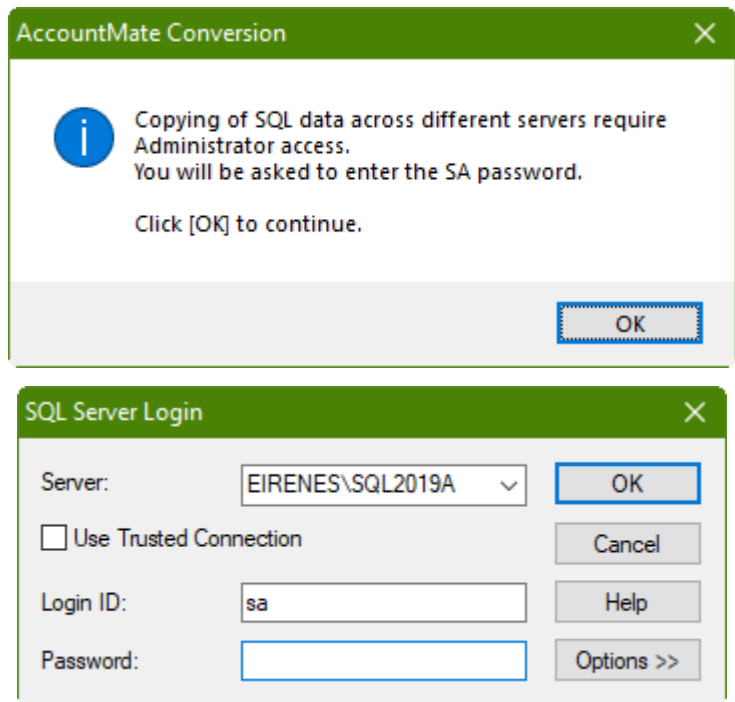 AccountMate Conversion
Copying of SQL data across different servers require
Administrator access.
You will be asked to enter the SA password.
Click [OK] to continue.
OK
SQL Server Login
Server:
EIRENES\SQL2019A
OK
Use Trusted Connection
Cancel
Login ID:
sa
Help
Password:
Options >>